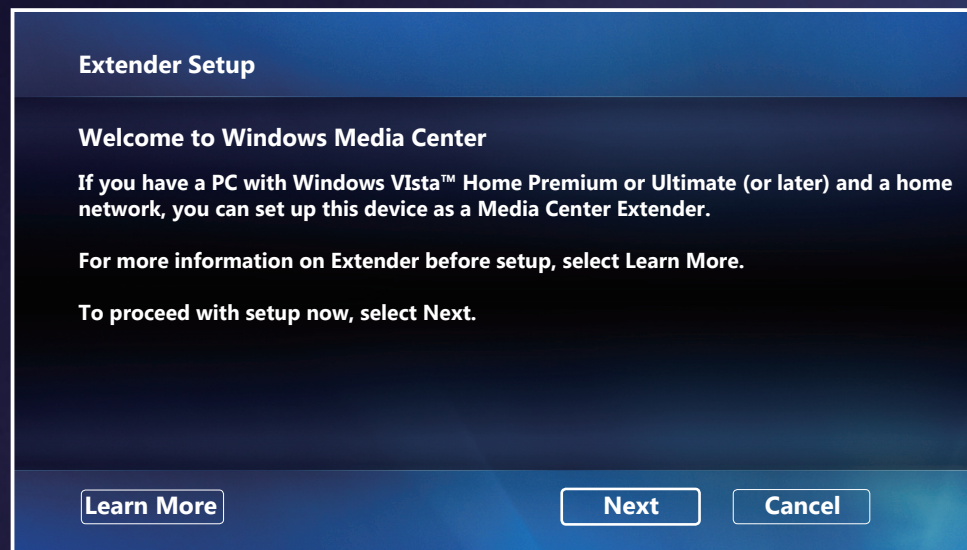 Extender Setup
Welcome to Windows Media Center
If you have a PC with Windows VIsta™ Home Premium or Ultimate (or later) and a home
network, you can set up this device as a Media Center Extender.
For more information on Extender before setup, select Learn More.
To proceed with setup now, select Next.
Learn More
Next
Cancel